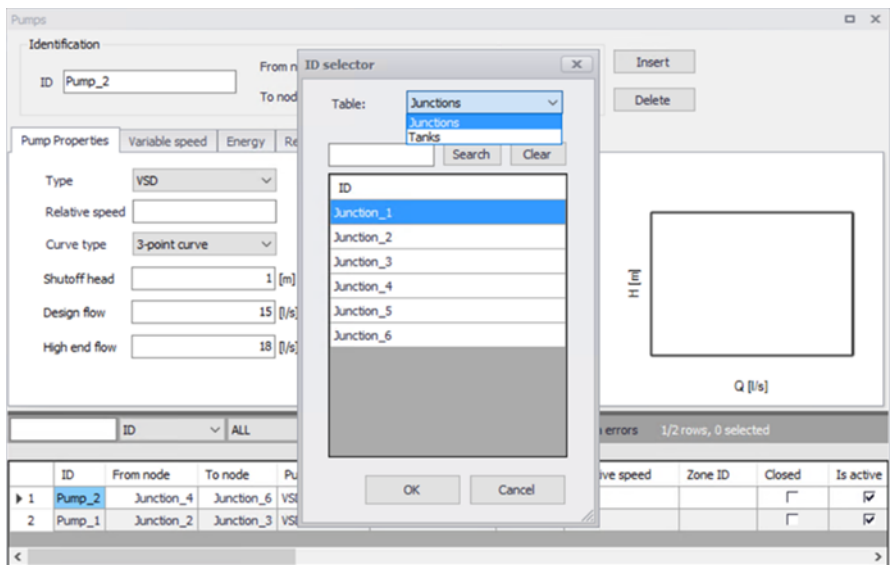 Pumps
Identification
ID Pump_2
From n
To nod
Insert
Delete
Pump Properties Variable speed Energy Re
Type VSD
Relative speed
Curve type 3-point curve
Shutoff head 1 [m]
Design flow 15 [l/s]
High end flow 18 [l/s]
H [m]
Q [l/s]
ID selector
Table: Junctions
Junctions
Tanks
Search Clear
ID
Junction_1
Junction_2
Junction_3
Junction_4
Junction_5
Junction_6
OK Cancel
ID ALL errors 1/2 rows, 0 selected
ID From node To node Pu ive speed Zone ID Closed Is active
1 Pump_2 Junction_4 Junction_6 VSI
2 Pump_1 Junction_2 Junction_3 VSI